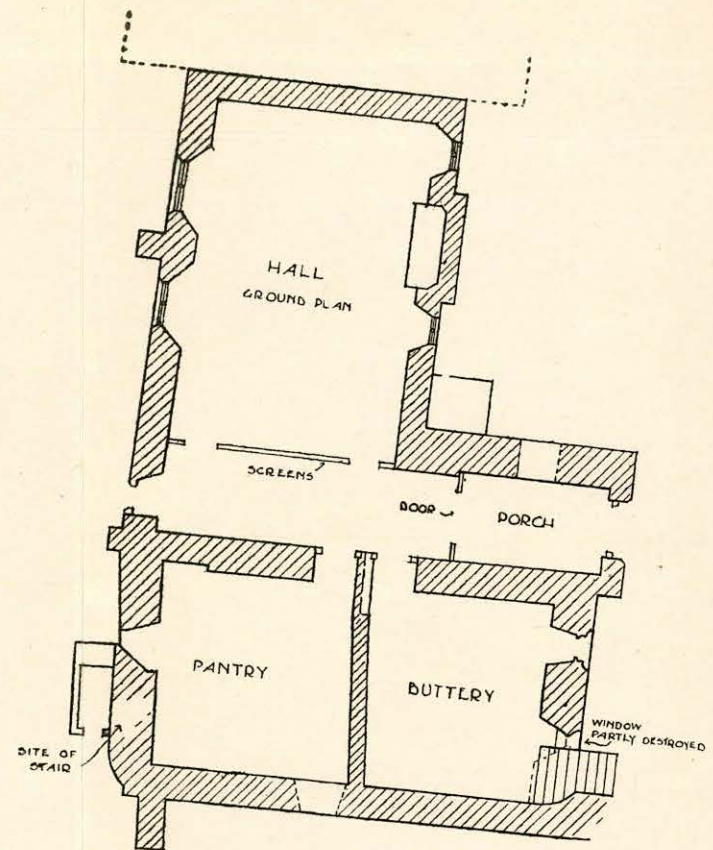 HALL
GROUND PLAN
SCREENS
DOOR
PORCH
PANTRY
BUTTERY
WINDOW
PARTLY DESTROYED
SITE OF
STAIR